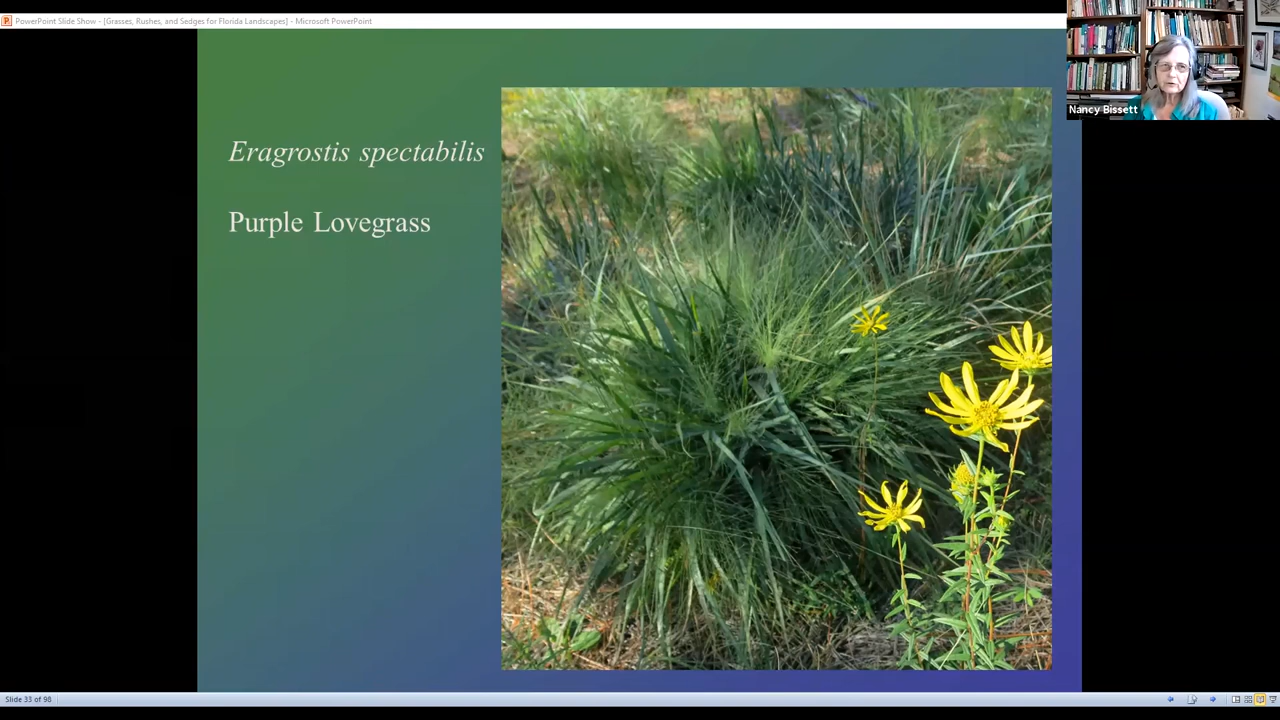 PowerPoint Slide Show - [Grasses, Rushes, and Sedges for Florida Landscapes] - Microsoft PowerPoint
Nancy Bissett
Eragrostis spectabilis
Purple Lovegrass
Slide 33 of 98